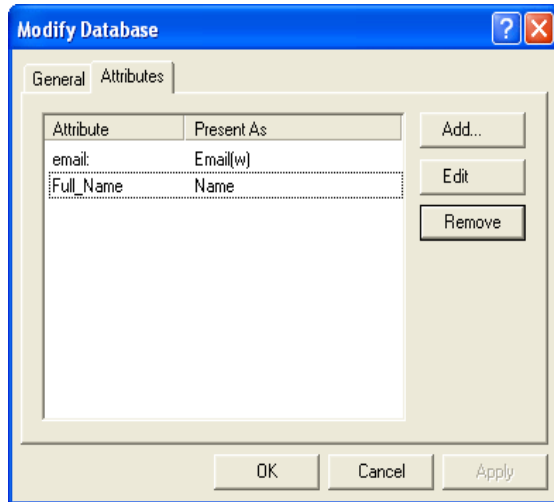 Modify Database
General Attributes
Attribute Present As Add...
email: Email(w)
Full_Name Name Edit
Remove
OK Cancel Apply